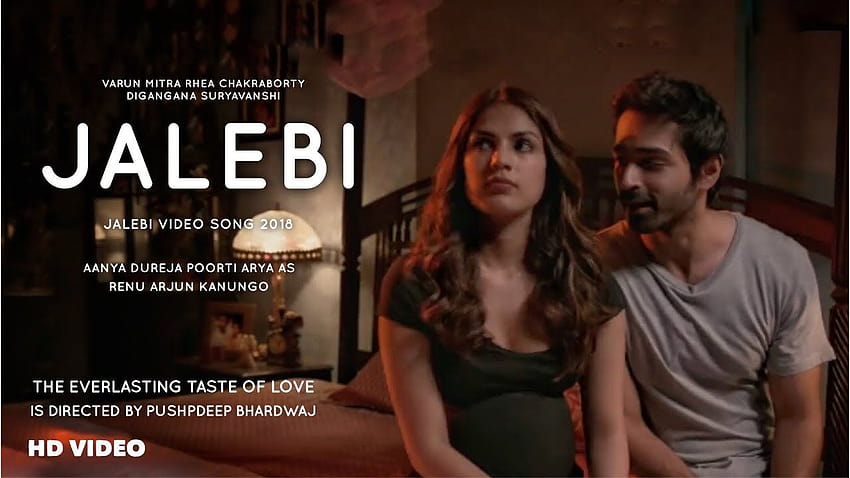 VARUN MITRA RHEA CHAKRABORTY
DIGANGANA SURYAVANSHI
JALEBI
JALEBI VIDEO SONG 2018
AANYA DUREJA POORTI ARYA AS
RENU ARJUN KANUNGO
THE EVERLASTING TASTE OF LOVE
IS DIRECTED BY PUSHPDEEP BHARDWAJ
HD VIDEO